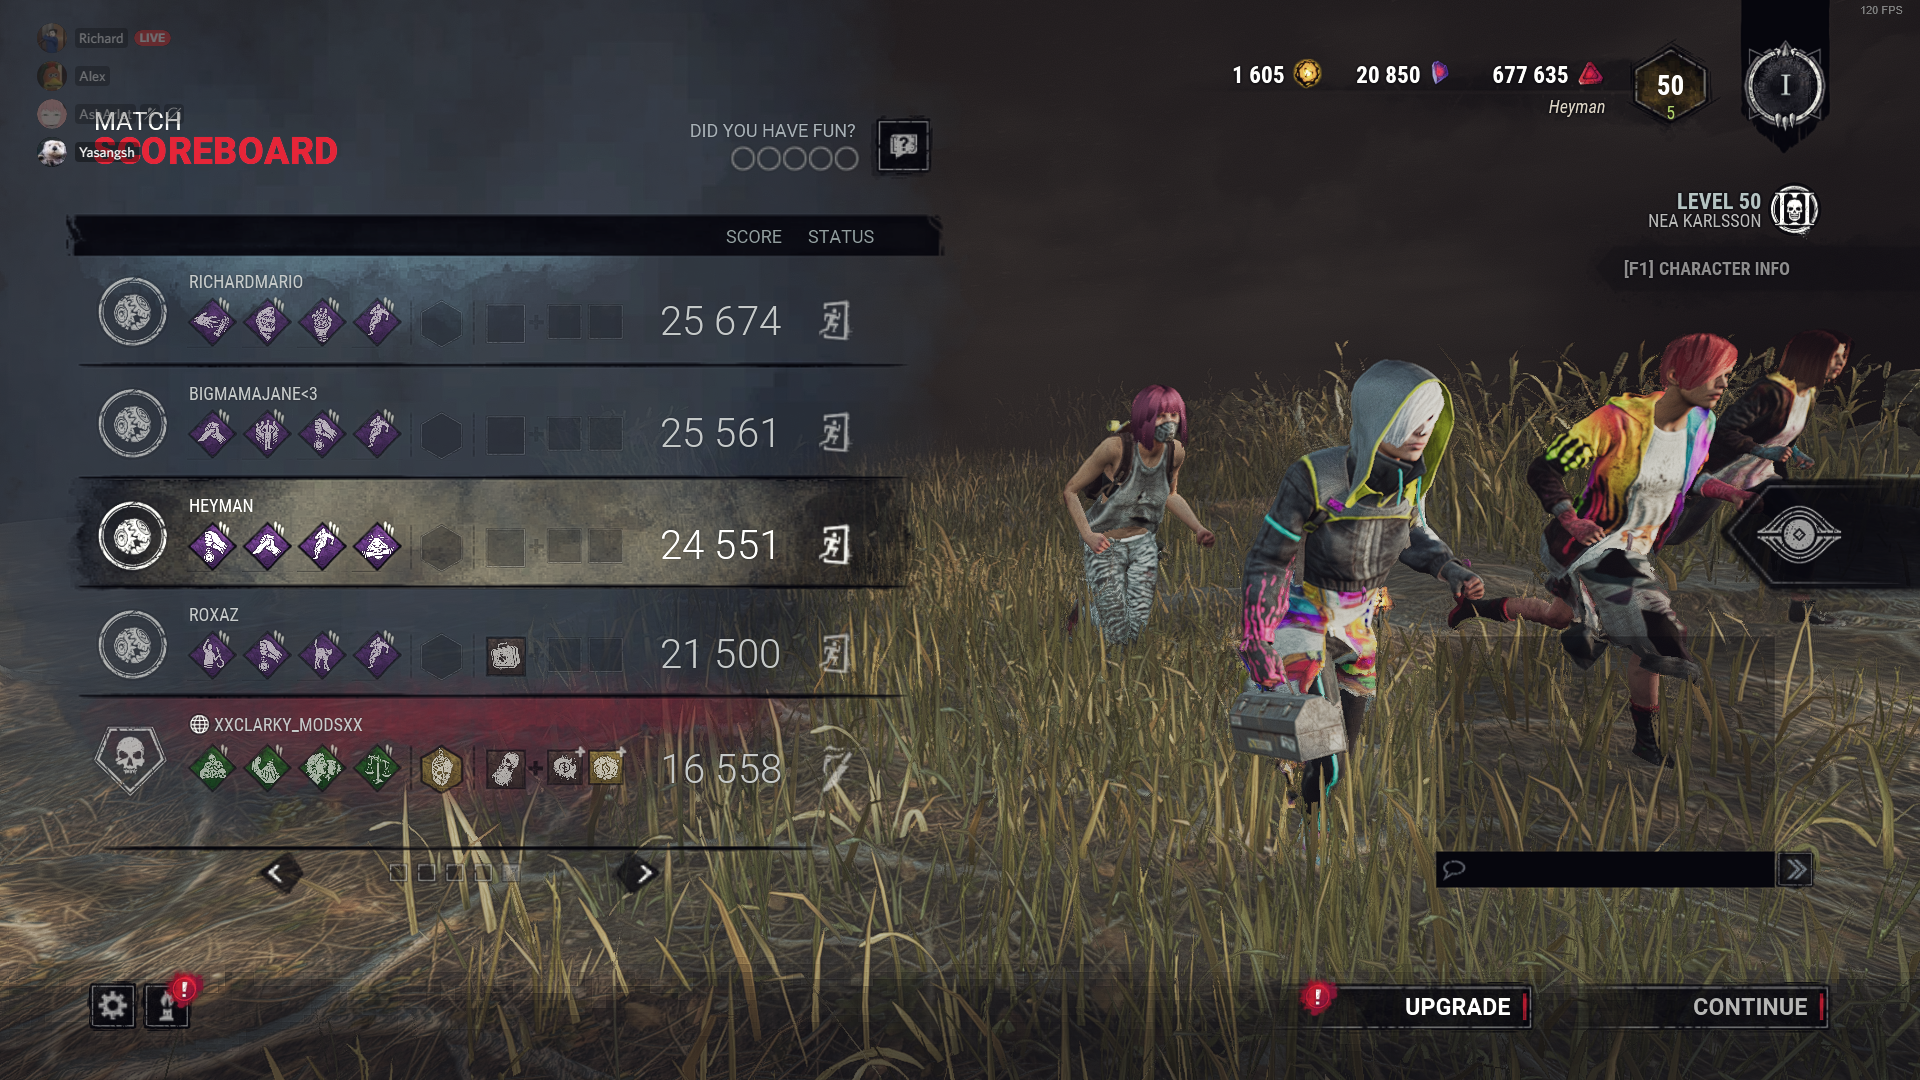 120 FPS
Richard LIVE
Alex
Yasangsh
MATCH
SCOREBOARD
DID YOU HAVE FUN?
1 605
20 850
677 635
Heyman
50
5
I
LEVEL 50
NEA KARLSSON
[F1] CHARACTER INFO
SCORE STATUS
RICHARDMARIO
25 674
BIGMAMAJANE<3
25 561
HEYMAN
24 551
ROXAZ
21 500
XXCLARKY_MODSXX
16 558
UPGRADE
CONTINUE